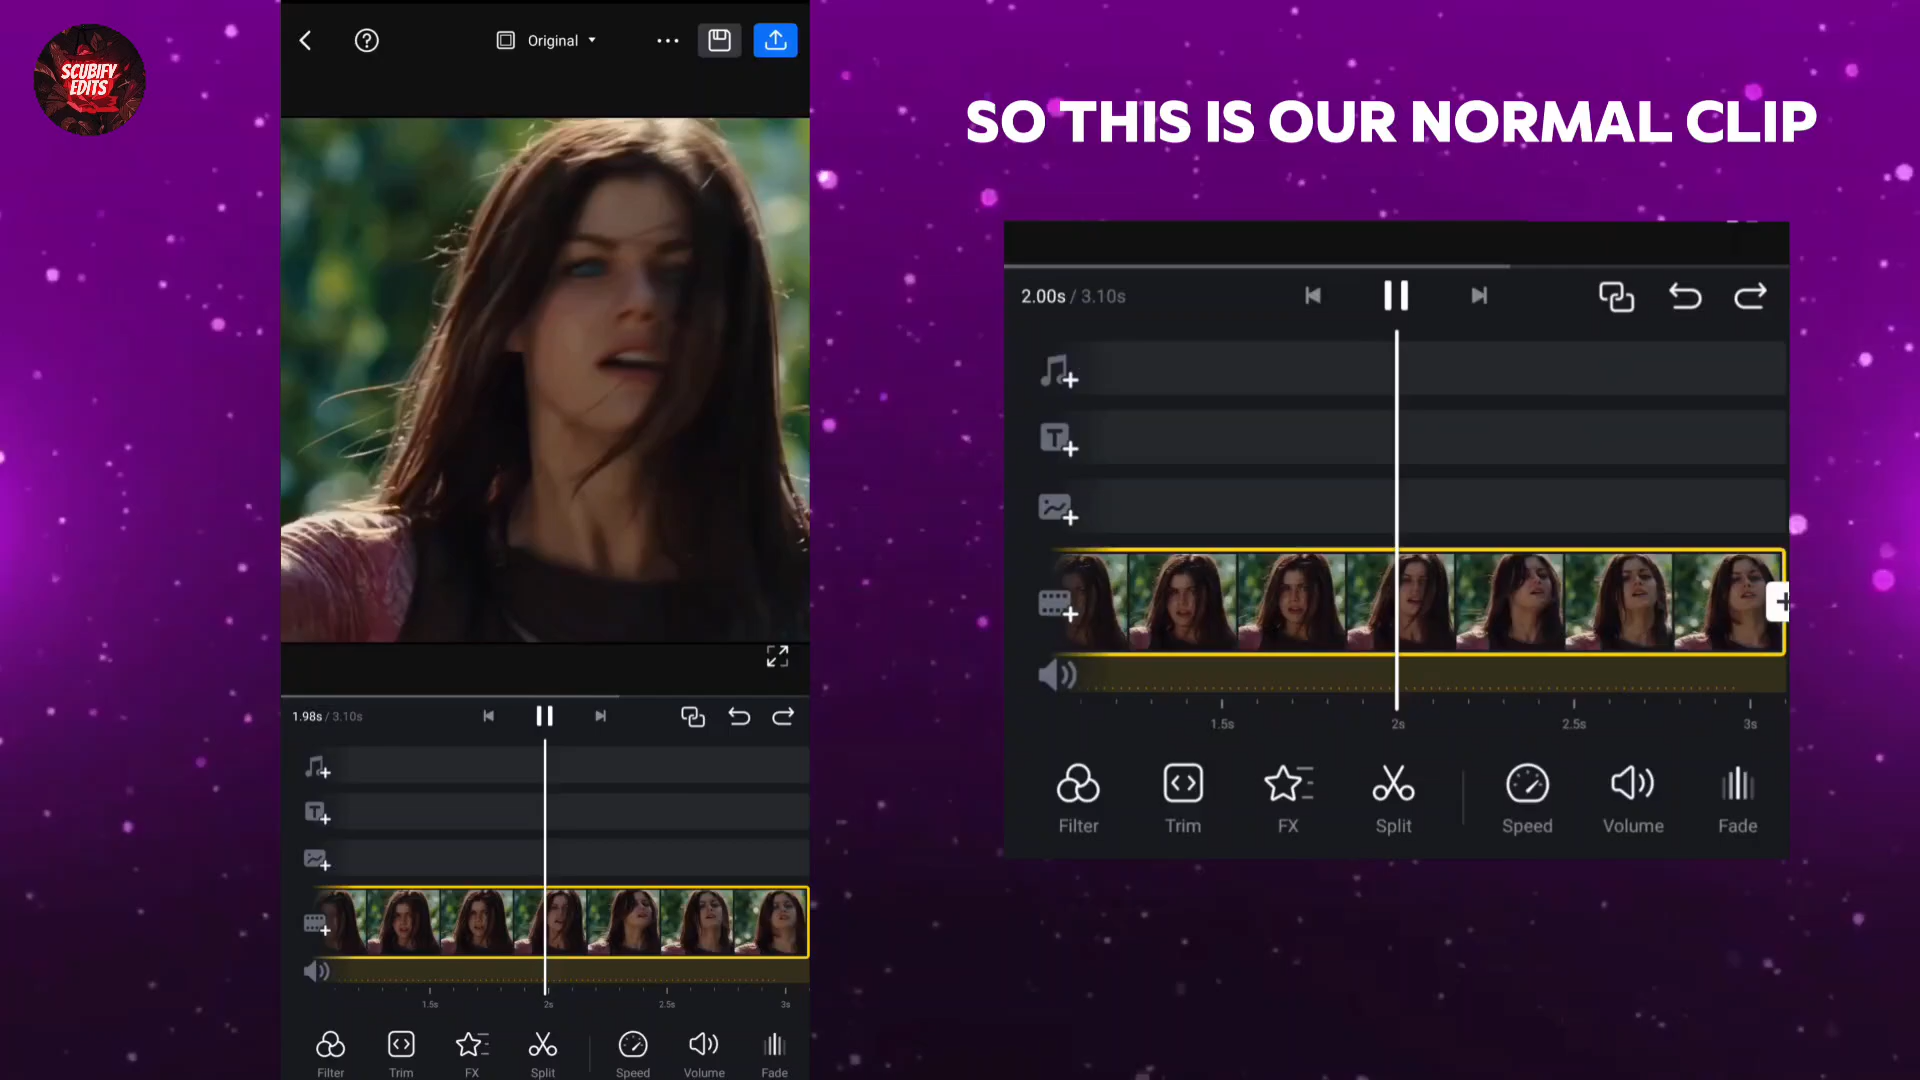 SCUBIFY
EDITS
Original
SO THIS IS OUR NORMAL CLIP
1.98s / 3.10s
1.5s 2s 2.5s 3s
Filter Trim FX Split Speed Volume Fade
2.00s / 3.10s
1.5s 2s 2.5s 3s
Filter Trim FX Split Speed Volume Fade